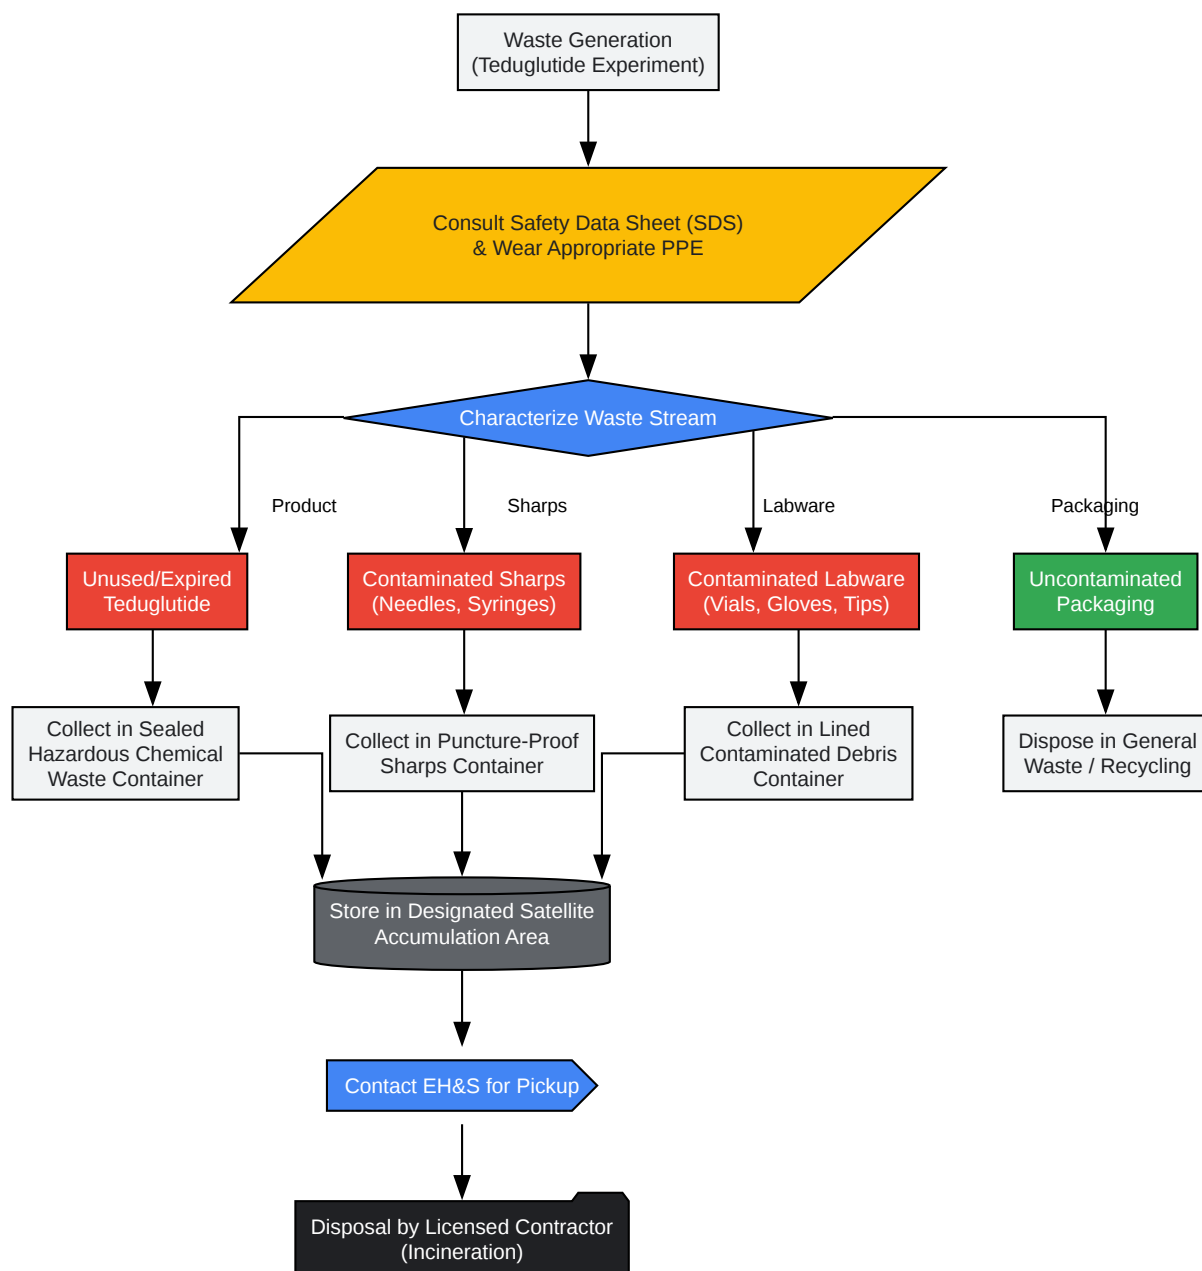 Waste Generation
(Teduglutide Experiment)
Consult Safety Data Sheet (SDS)
& Wear Appropriate PPE
Characterize Waste Stream
Product
Sharps
Labware
Packaging
Unused/Expired
Teduglutide
Contaminated Sharps
(Needles, Syringes)
Contaminated Labware
(Vials, Gloves, Tips)
Uncontaminated
Packaging
Collect in Sealed
Hazardous Chemical
Waste Container
Collect in Puncture-Proof
Sharps Container
Collect in Lined
Contaminated Debris
Container
Dispose in General
Waste / Recycling
Store in Designated Satellite
Accumulation Area
Contact EH&S for Pickup
Disposal by Licensed Contractor
(Incineration)